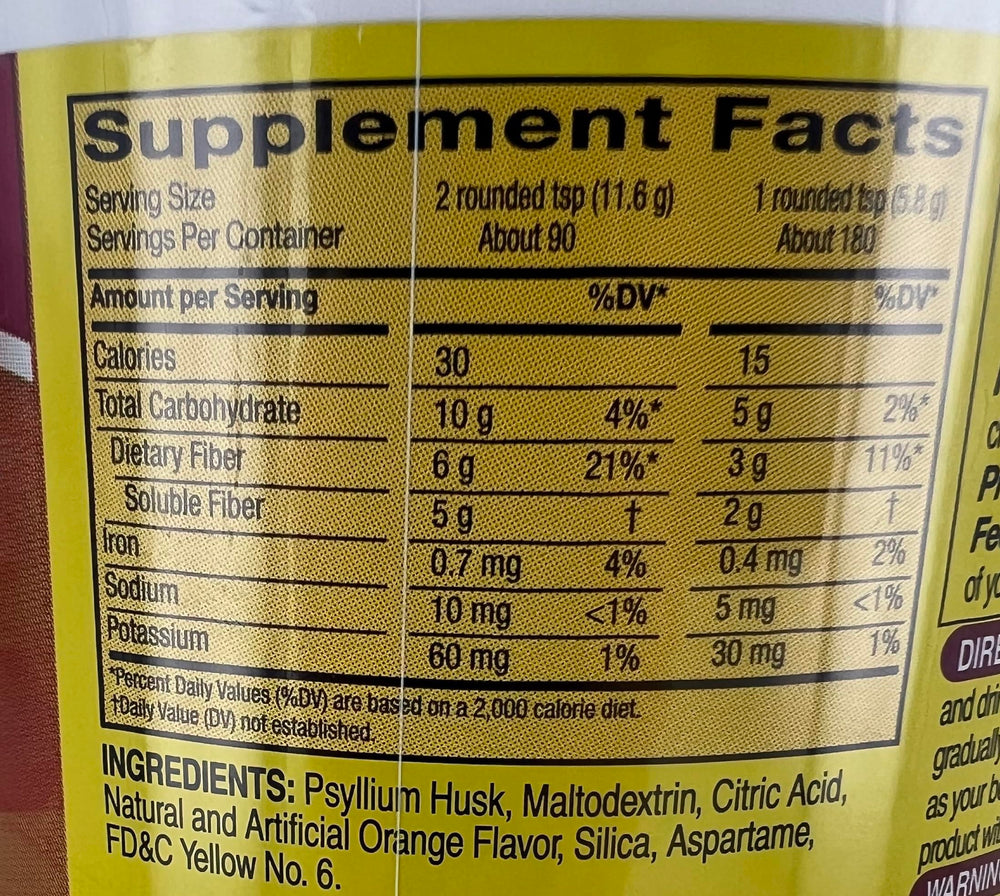 Supplement Facts
Serving Size 2 rounded tsp (11.6 g) 1 rounded tsp (5.8 g)
Servings Per Container About 90 About 180
Amount per Serving %DV* %DV*
Calories 30 15
Total Carbohydrate 10 g 4%* 5 g 2%*
Dietary Fiber 6 g 21%* 3 g 11%*
Soluble Fiber 5 g † 2 g †
Iron 0.7 mg 4% 0.4 mg 2%
Sodium 10 mg <1% 5 mg <1%
Potassium 60 mg 1% 30 mg 1%
*Percent Daily Values (%DV) are based on a 2,000 calorie diet.
†Daily Value (DV) not established.
INGREDIENTS: Psyllium Husk, Maltodextrin, Citric Acid,
Natural and Artificial Orange Flavor, Silica, Aspartame,
FD&C Yellow No. 6.
of
and
gradually
as your
product